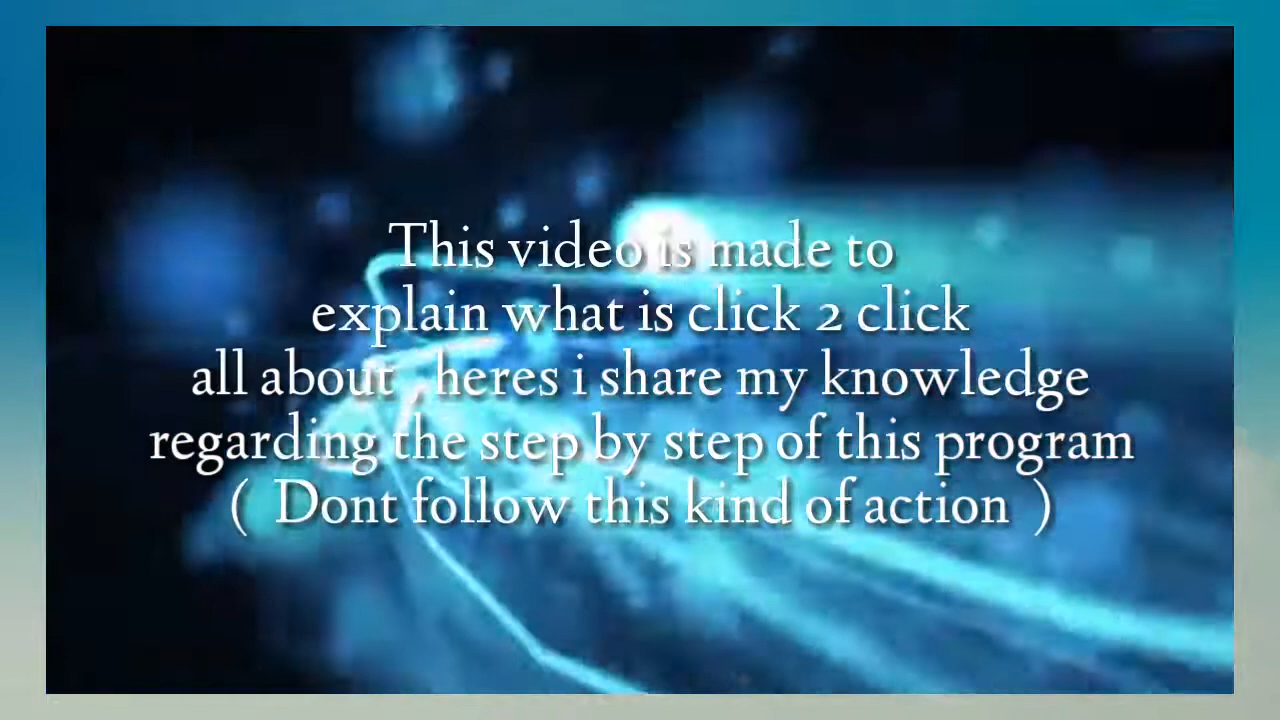 This video is made to
explain what is click 2 click
all about , heres i share my knowledge
regarding the step by step of this program
( Dont follow this kind of action )